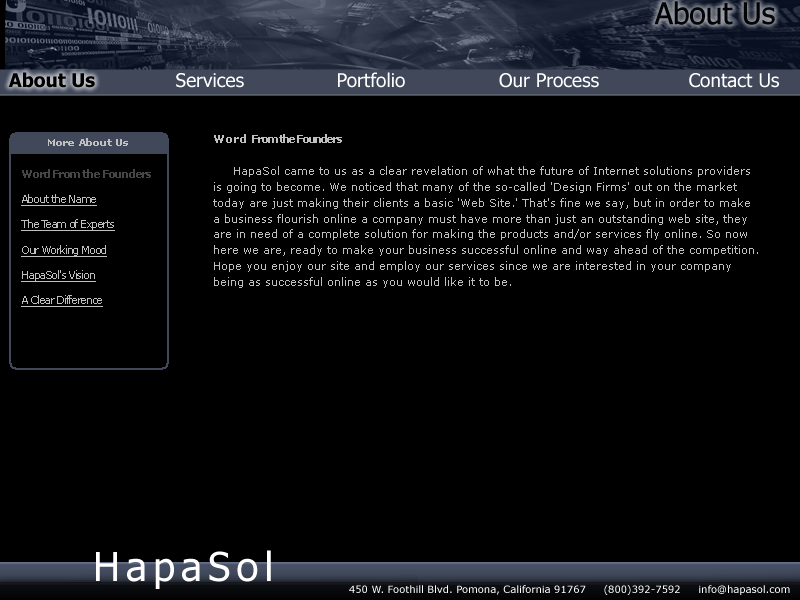 About Us
About Us Services Portfolio Our Process Contact Us
More About Us
Word From the Founders
About the Name
The Team of Experts
Our Working Mood
HapaSol's Vision
A Clear Difference
Word From the Founders
HapaSol came to us as a clear revelation of what the future of Internet solutions providers
is going to become. We noticed that many of the so-called 'Design Firms' out on the market
today are just making their clients a basic 'Web Site.' That's fine we say, but in order to make
a business flourish online a company must have more than just an outstanding web site, they
are in need of a complete solution for making the products and/or services fly online. So now
here we are, ready to make your business successful online and way ahead of the competition.
Hope you enjoy our site and employ our services since we are interested in your company
being as successful online as you would like it to be.
HapaSol
450 W. Foothill Blvd. Pomona, California 91767 (800)392-7592 info@hapasol.com